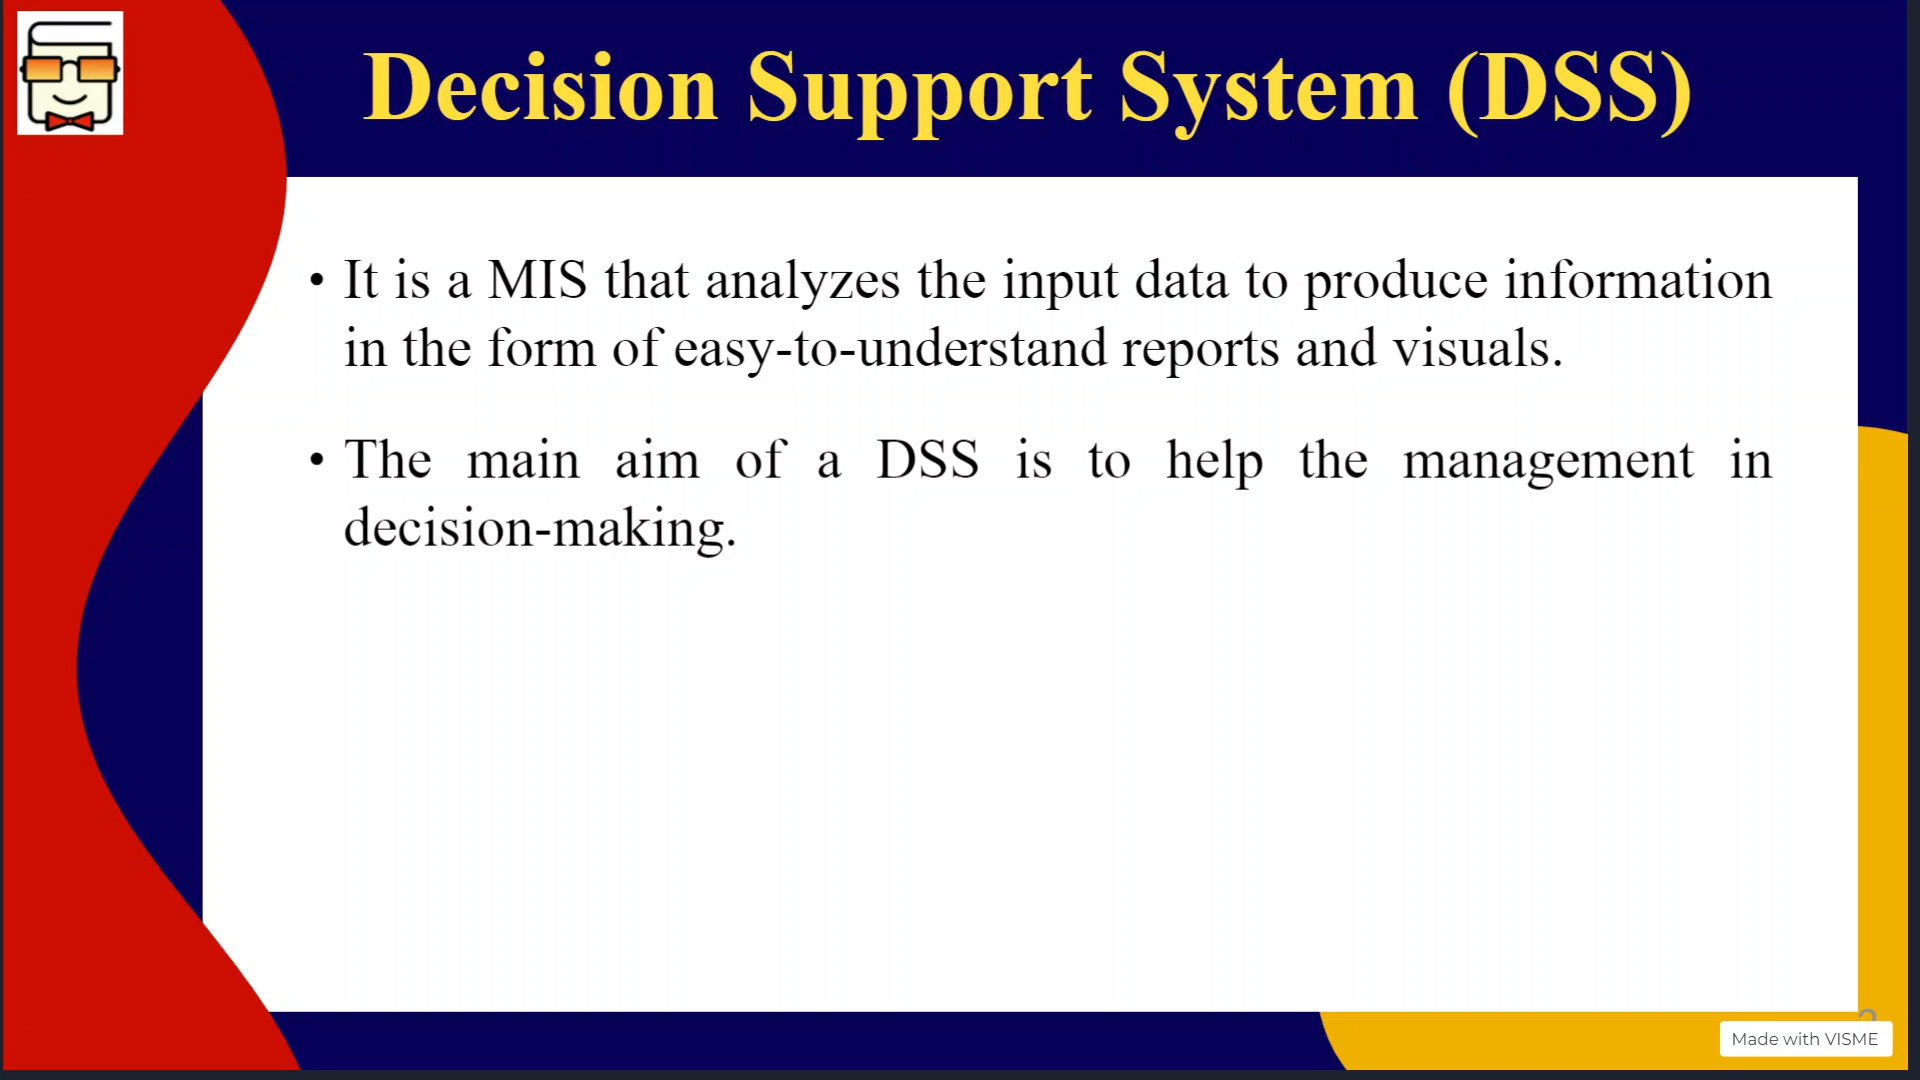 Decision Support System (DSS)
• It is a MIS that analyzes the input data to produce information
in the form of easy-to-understand reports and visuals.
• The main aim of a DSS is to help the management in
decision-making.
Made with VISME